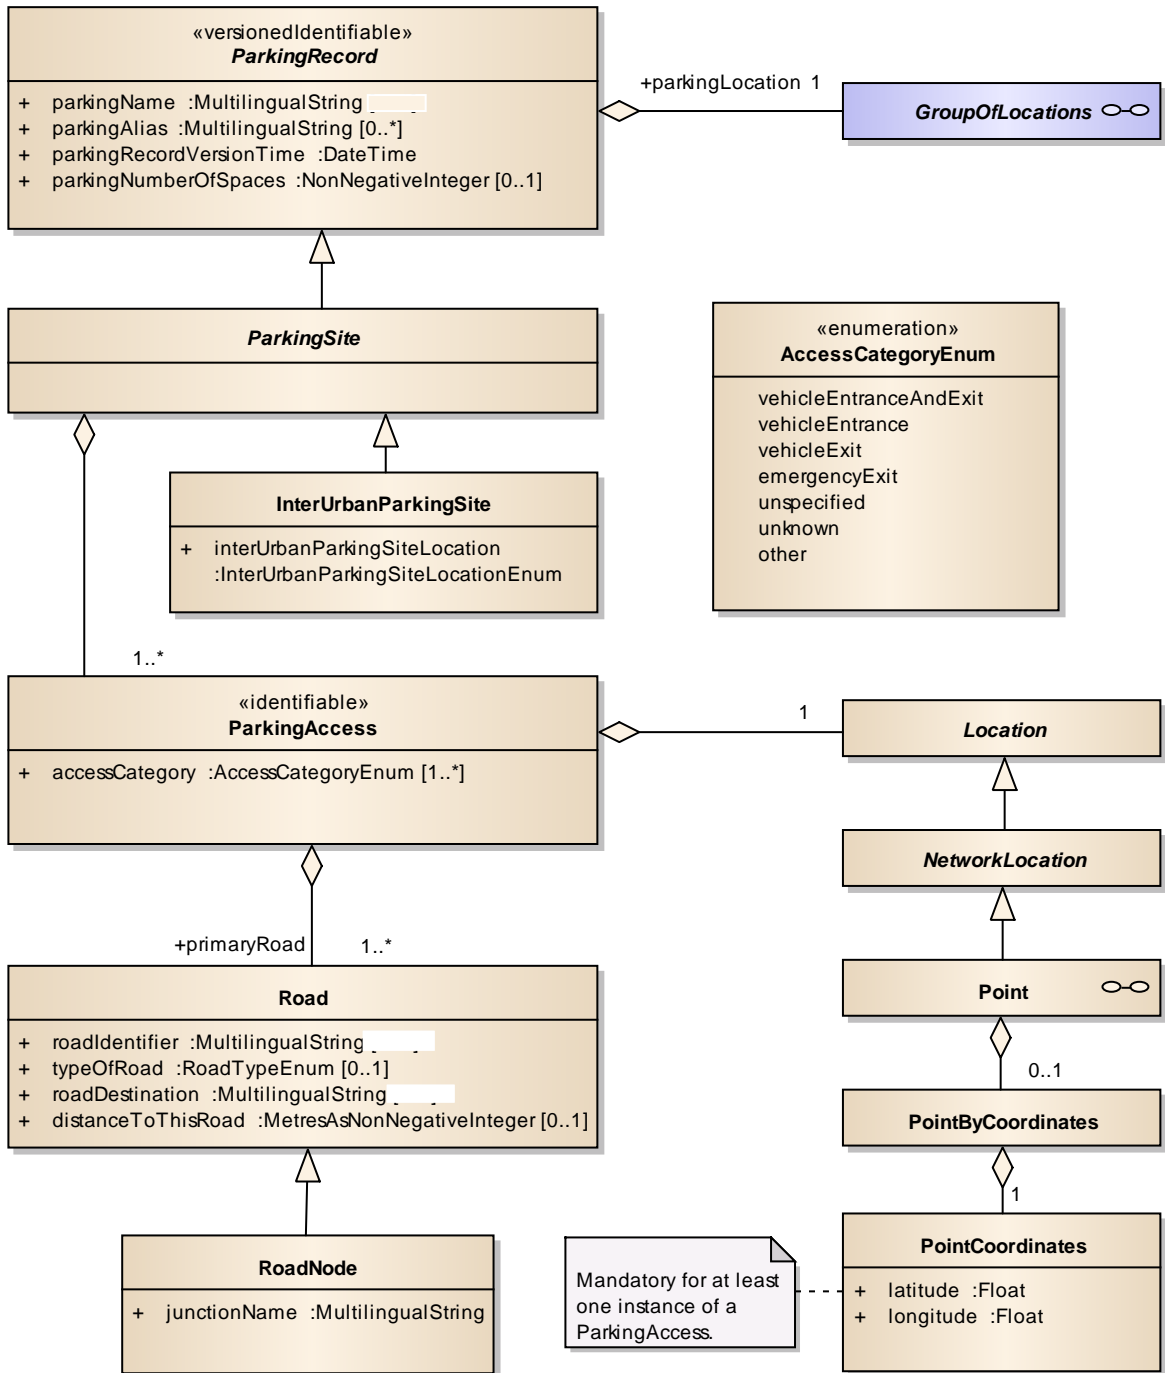 «versionedIdentifiable»
ParkingRecord
+ parkingName :MultilingualString
+ parkingAlias :MultilingualString [0..*]
+ parkingRecordVersionTime :DateTime
+ parkingNumberOfSpaces :NonNegativeInteger [0..1]
+parkingLocation 1
GroupOfLocations
ParkingSite
«enumeration»
AccessCategoryEnum
vehicleEntranceAndExit
vehicleEntrance
vehicleExit
emergencyExit
unspecified
unknown
other
InterUrbanParkingSite
+ interUrbanParkingSiteLocation
:InterUrbanParkingSiteLocationEnum
1..*
«identifiable»
ParkingAccess
+ accessCategory :AccessCategoryEnum [1..*]
1
Location
NetworkLocation
+primaryRoad 1..*
Road
+ roadIdentifier :MultilingualString
+ typeOfRoad :RoadTypeEnum [0..1]
+ roadDestination :MultilingualString
+ distanceToThisRoad :MetresAsNonNegativeInteger [0..1]
Point
0..1
PointByCoordinates
1
PointCoordinates
+ latitude :Float
+ longitude :Float
RoadNode
+ junctionName :MultilingualString
Mandatory for at least
one instance of a
ParkingAccess.